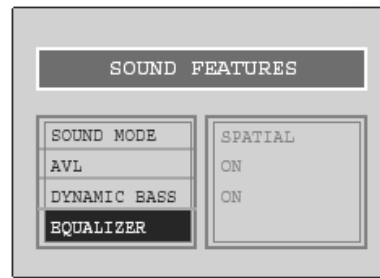 SOUND FEATURES
SOUND MODE SPATIAL
AVL ON
DYNAMIC BASS ON
EQUALIZER